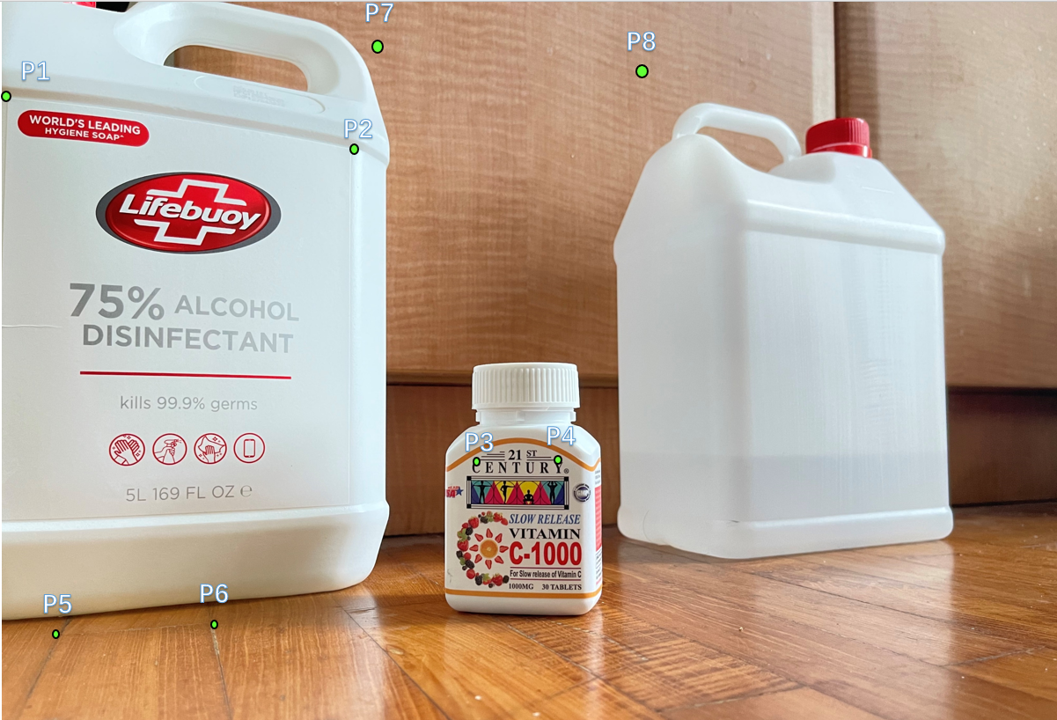 P7
P8
P1
WORLD'S LEADING
HYGIENE SOAP™
P2
Lifebuoy
75% ALCOHOL
DISINFECTANT
kills 99.9% germs
5L 169 FL OZ ℮
P3
P4
21ST
CENTURY®
SLOW RELEASE
VITAMIN
C-1000
For Slow release of Vitamin C
1000MG 30 TABLETS
P5
P6